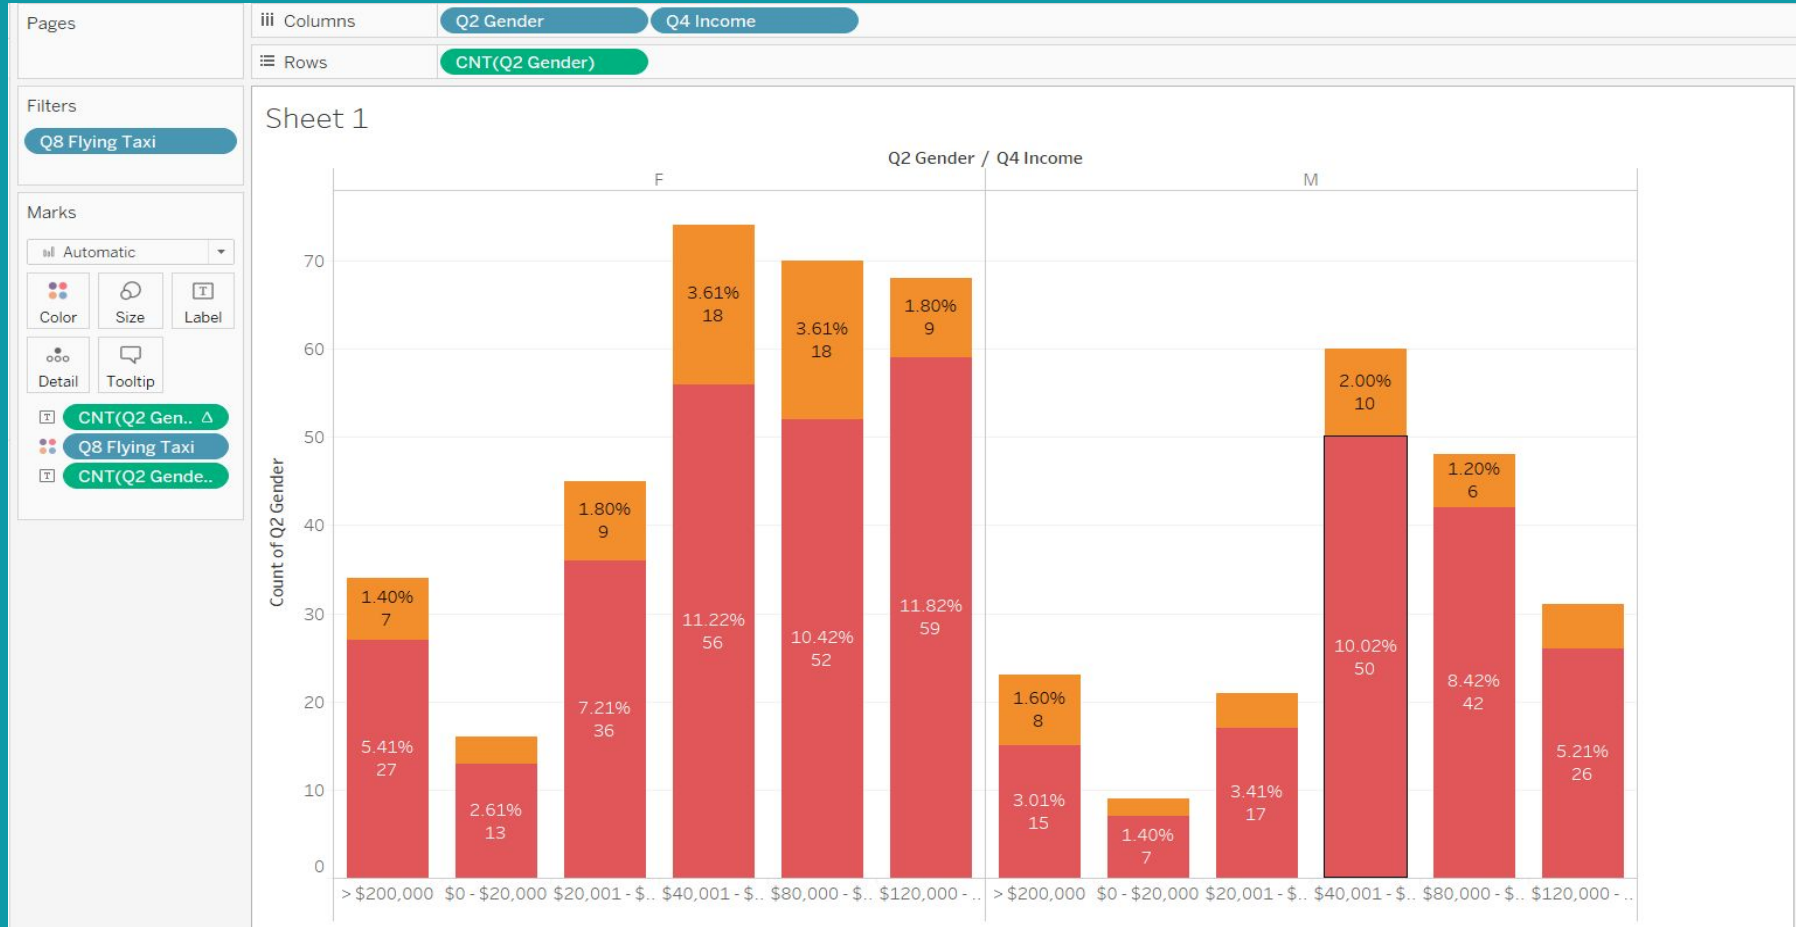 Pages
Columns
Q2 Gender
Q4 Income
Rows
CNT(Q2 Gender)
Filters
Q8 Flying Taxi
Marks
Automatic
Color
Size
Label
Detail
Tooltip
CNT(Q2 Gen..
Q8 Flying Taxi
CNT(Q2 Gende..
Sheet 1
Q2 Gender / Q4 Income
F
M
Count of Q2 Gender
70
60
50
40
30
20
10
0
1.40%
7
5.41%
27
2.61%
13
1.80%
9
7.21%
36
3.61%
18
11.22%
56
3.61%
18
10.42%
52
1.80%
9
11.82%
59
1.60%
8
3.01%
15
1.40%
7
3.41%
17
2.00%
10
10.02%
50
1.20%
6
8.42%
42
5.21%
26
> $200,000
$0 - $20,000
$20,001 - $..
$40,001 - $..
$80,000 - $..
$120,000 - ..
> $200,000
$0 - $20,000
$20,001 - $..
$40,001 - $..
$80,000 - $..
$120,000 - ..